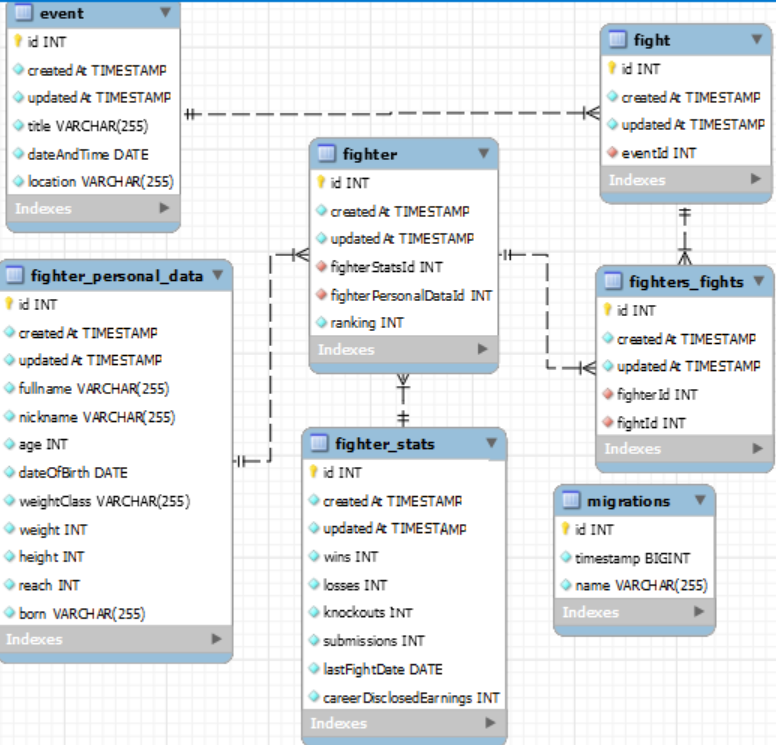 event
id INT
createdAt TIMESTAMP
updatedAt TIMESTAMP
title VARCHAR(255)
dateAndTime DATE
location VARCHAR(255)
Indexes
fight
id INT
createdAt TIMESTAMP
updatedAt TIMESTAMP
eventId INT
Indexes
fighter
id INT
createdAt TIMESTAMP
updatedAt TIMESTAMP
fighterStatsId INT
fighterPersonalDataId INT
ranking INT
Indexes
fighter_personal_data
id INT
createdAt TIMESTAMP
updatedAt TIMESTAMP
fullname VARCHAR(255)
nickname VARCHAR(255)
age INT
dateOfBirth DATE
weightClass VARCHAR(255)
weight INT
height INT
reach INT
born VARCHAR(255)
Indexes
fighters_fights
id INT
createdAt TIMESTAMP
updatedAt TIMESTAMP
fighterId INT
fightId INT
Indexes
fighter_stats
id INT
createdAt TIMESTAMP
updatedAt TIMESTAMP
wins INT
losses INT
knockouts INT
submissions INT
lastFightDate DATE
careerDisclosedEarnings INT
Indexes
migrations
id INT
timestamp BIGINT
name VARCHAR(255)
Indexes